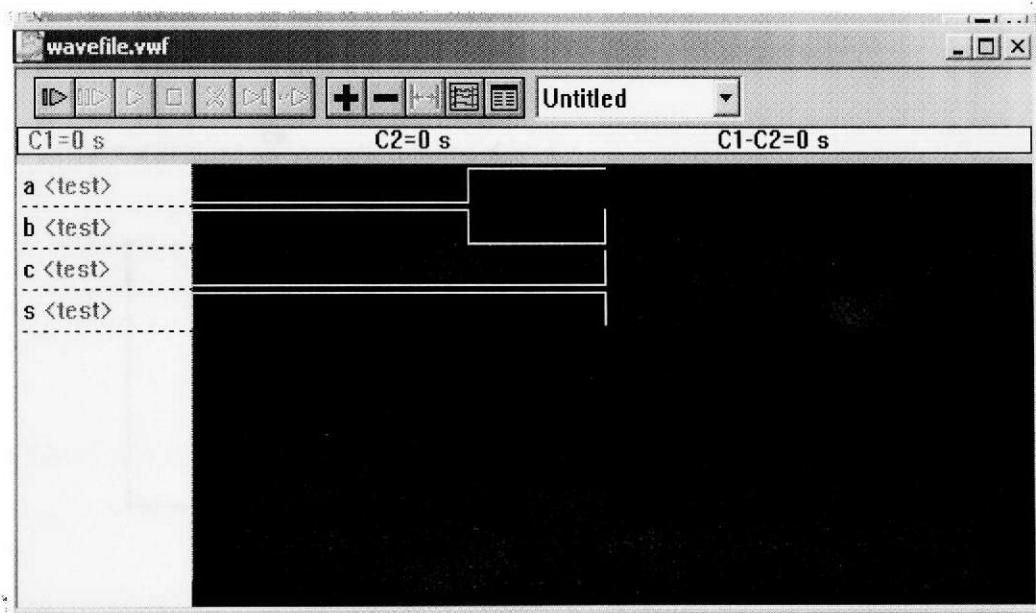 wavefile.vwf
Untitled
C1=0 s C2=0 s C1-C2=0 s
a <test>
b <test>
c <test>
s <test>